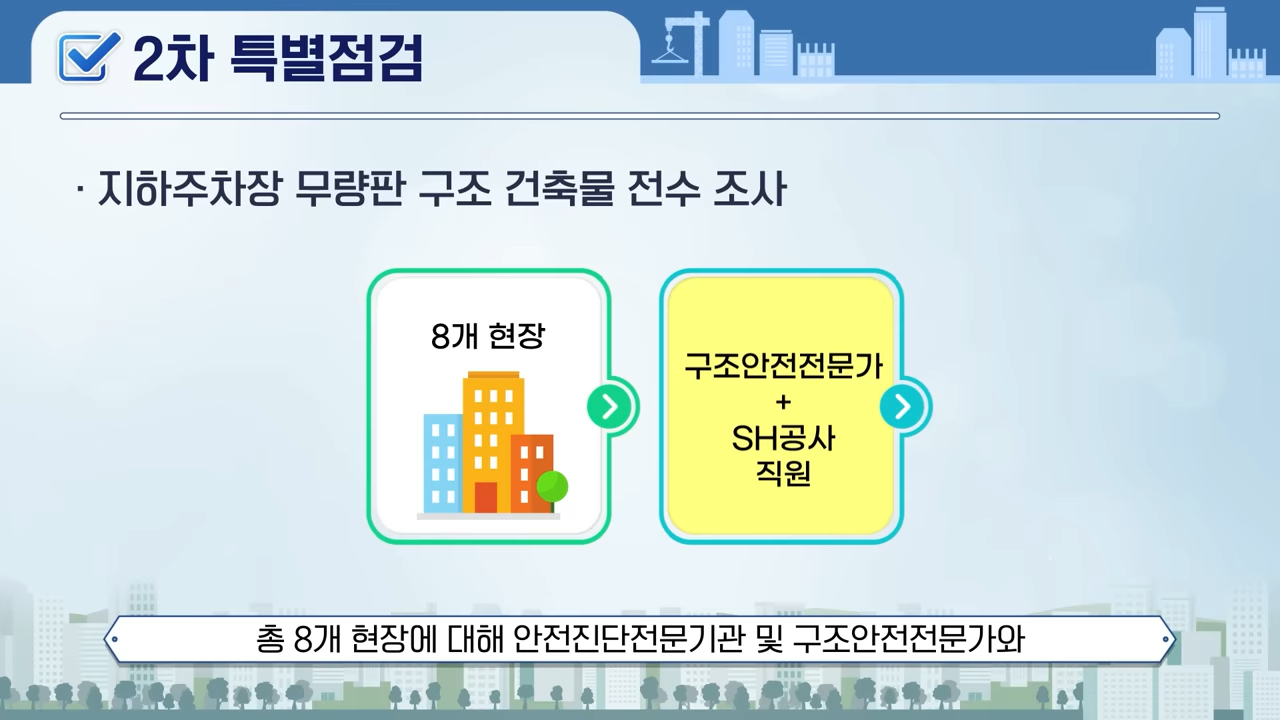 2차 특별점검
· 지하주차장 무량판 구조 건축물 전수 조사
8개 현장
구조안전전문가
+
SH공사
직원
총 8개 현장에 대해 안전진단전문기관 및 구조안전전문가와